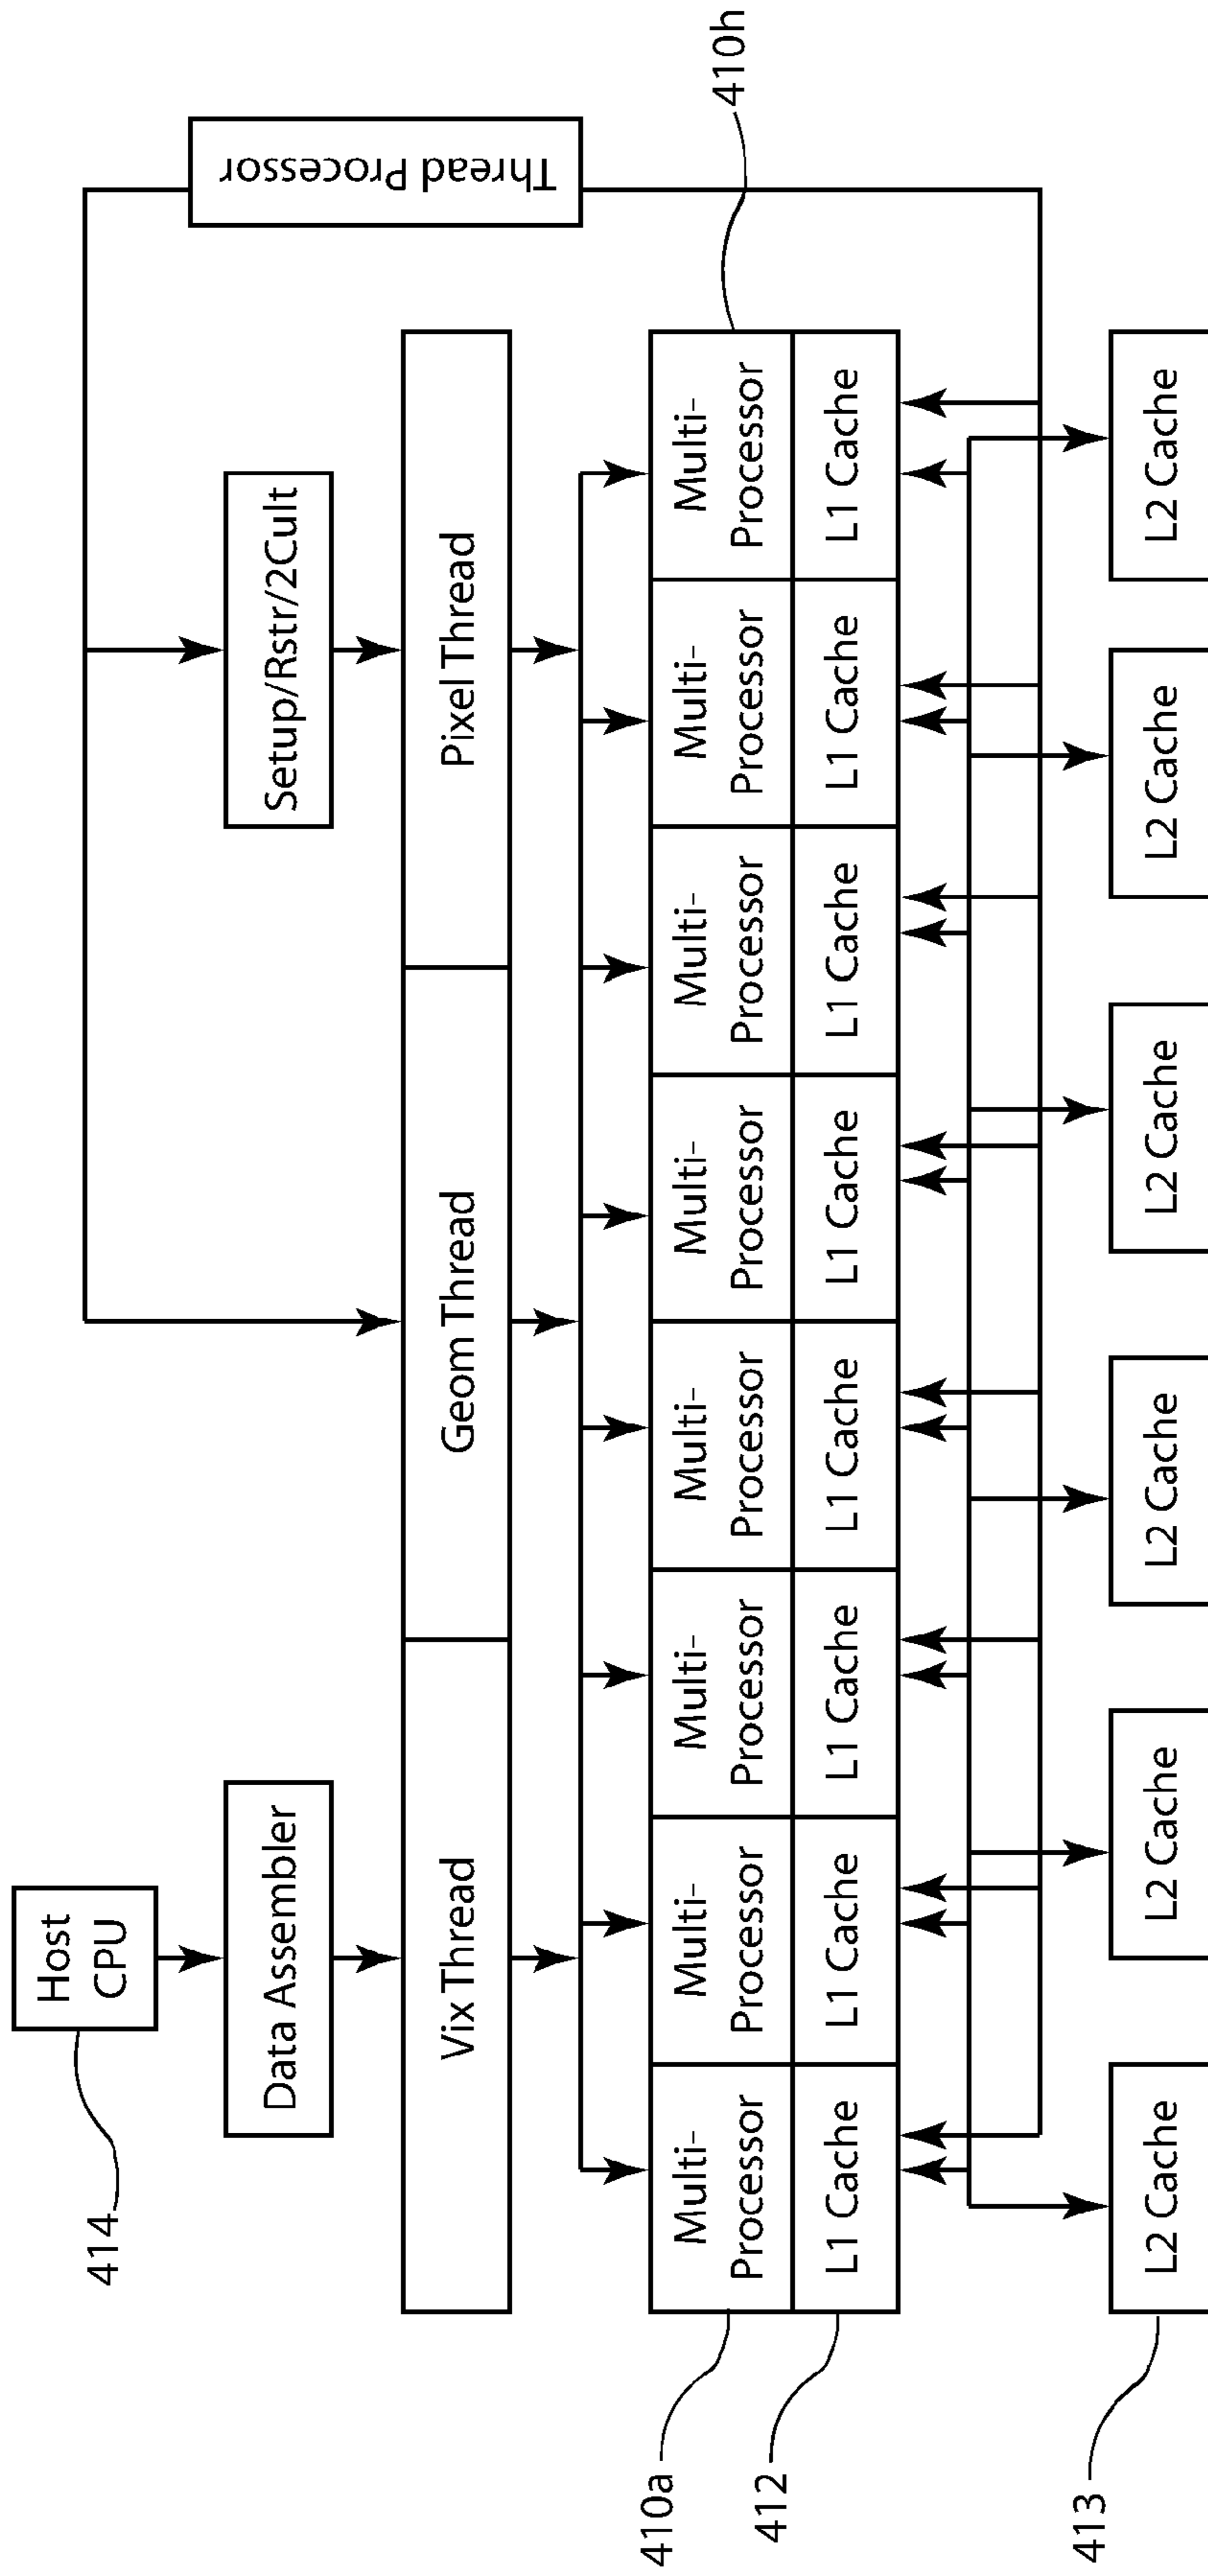 414
Host
CPU
Data Assembler
Setup/Rstr/2Cult
Thread Processor
Vix Thread
Geom Thread
Pixel Thread
410a
410h
Multi-
Processor
Multi-
Processor
Multi-
Processor
Multi-
Processor
Multi-
Processor
Multi-
Processor
Multi-
Processor
Multi-
Processor
412
L1 Cache
L1 Cache
L1 Cache
L1 Cache
L1 Cache
L1 Cache
L1 Cache
L1 Cache
413
L2 Cache
L2 Cache
L2 Cache
L2 Cache
L2 Cache
L2 Cache